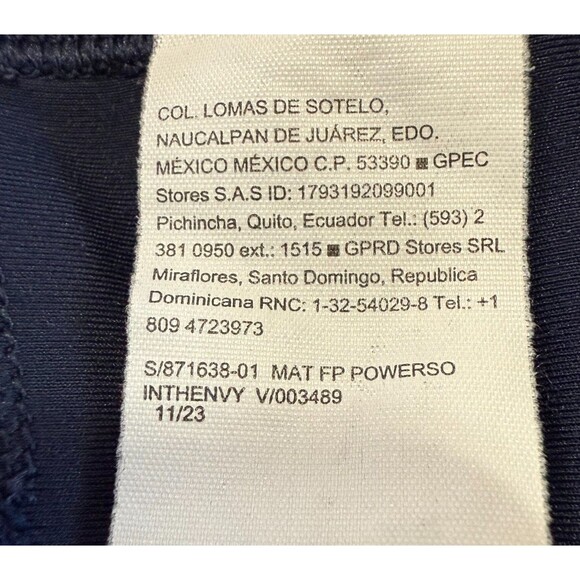 COL. LOMAS DE SOTELO,
NAUCALPAN DE JUÁREZ, EDO.
MÉXICO MÉXICO C.P. 53390 ■ GPEC
Stores S.A.S ID: 1793192099001
Pichincha, Quito, Ecuador Tel.: (593) 2
381 0950 ext.: 1515 ■ GPRD Stores SRL
Miraflores, Santo Domingo, Republica
Dominicana RNC: 1-32-54029-8 Tel.: +1
809 4723973
S/871638-01 MAT FP POWERSO
INTHENVY V/003489
11/23